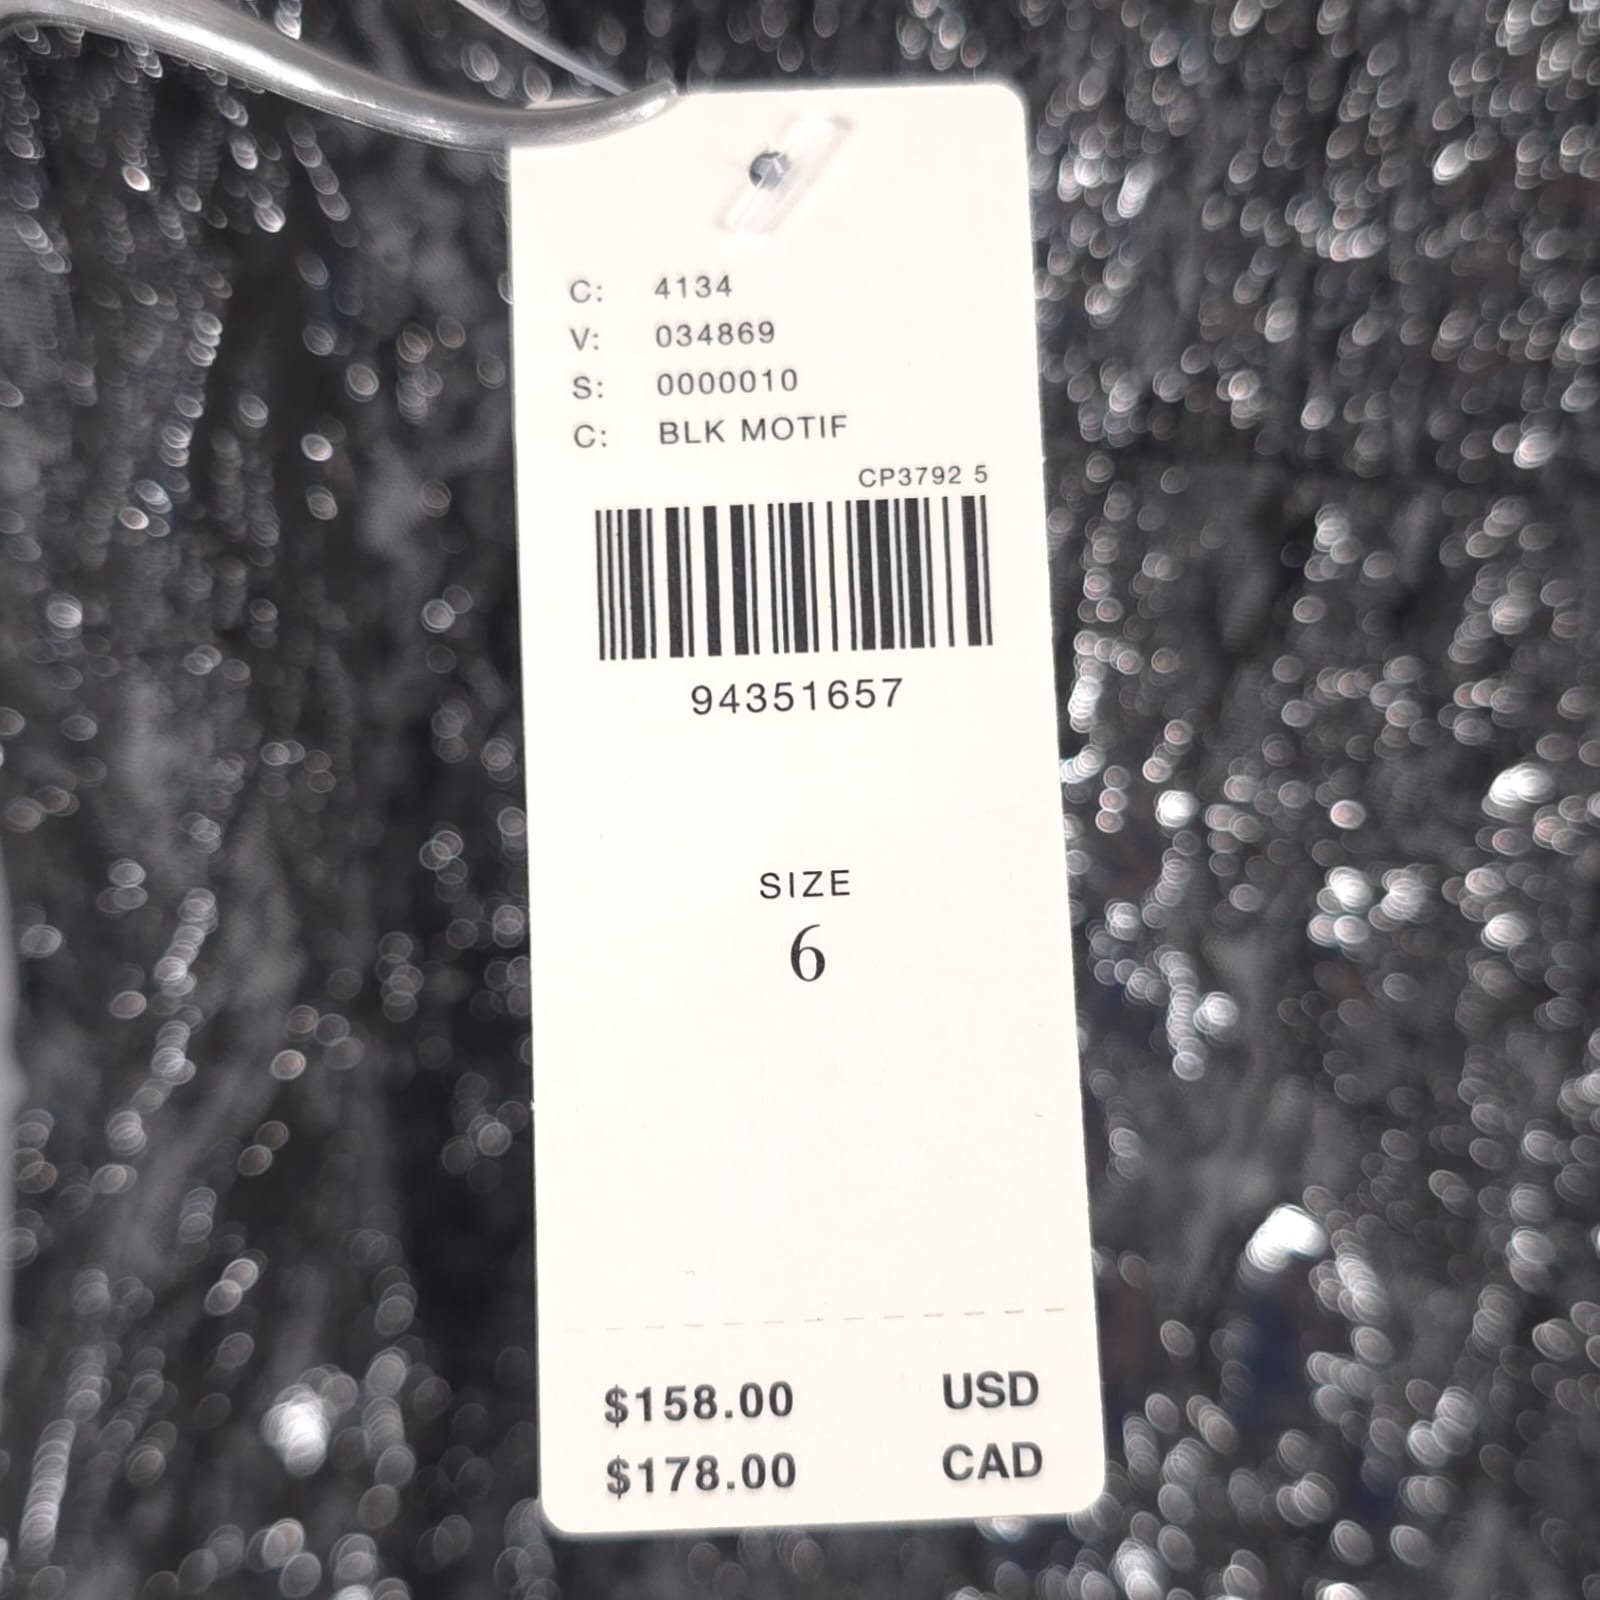 C: 4134
V: 034869
S: 0000010
C: BLK MOTIF
CP3792 5
94351657
SIZE
6
$158.00 USD
$178.00 CAD